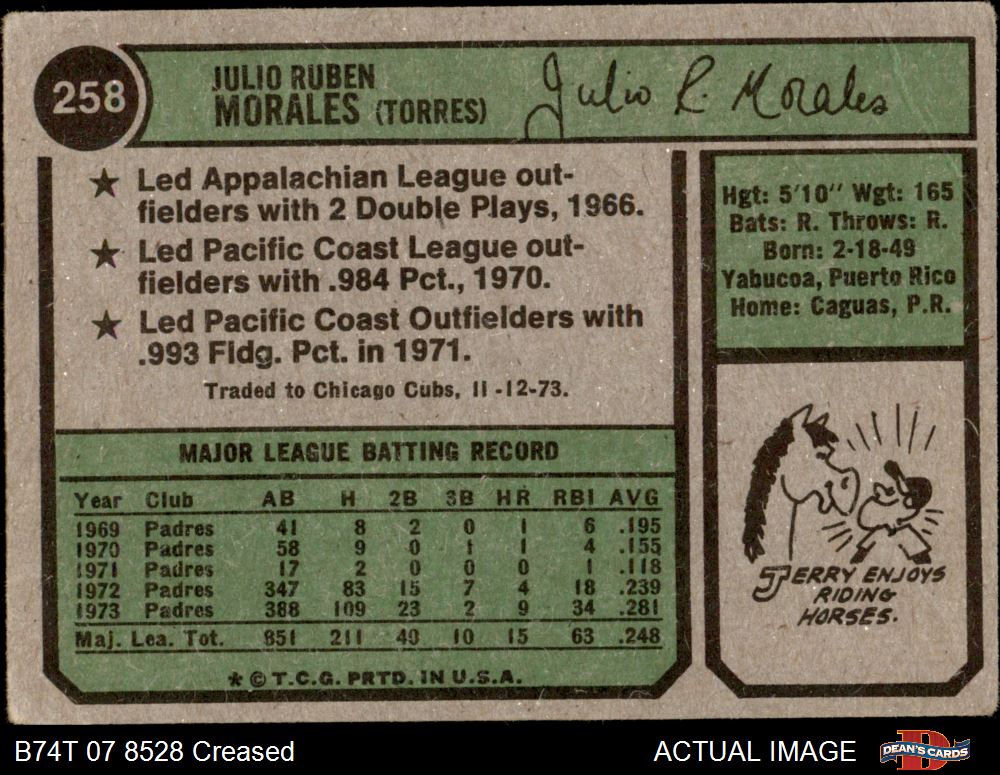 258
JULIO RUBEN
MORALES (TORRES)
Julio R. Morales
★ Led Appalachian League out-
fielders with 2 Double Plays, 1966.
★ Led Pacific Coast League out-
fielders with .984 Pct., 1970.
★ Led Pacific Coast Outfielders with
.993 Fldg. Pct. in 1971.
Traded to Chicago Cubs, 11-12-73.
Hgt: 5'10" Wgt: 165
Bats: R. Throws: R.
Born: 2-18-49
Yabucoa, Puerto Rico
Home: Caguas, P.R.
MAJOR LEAGUE BATTING RECORD
Year Club AB H 2B 3B HR RBI AVG
1969 Padres 41 8 2 0 1 6 .195
1970 Padres 58 9 0 1 1 4 .155
1971 Padres 17 2 0 0 0 1 .118
1972 Padres 347 83 15 7 4 18 .239
1973 Padres 388 109 23 2 9 34 .281
Maj. Lea. Tot. 851 211 40 10 15 63 .248
* © T.C.G. PRTD. IN U.S.A.
JERRY ENJOYS
RIDING
HORSES.
B74T 07 8528 Creased
ACTUAL IMAGE
DEAN'S CARDS